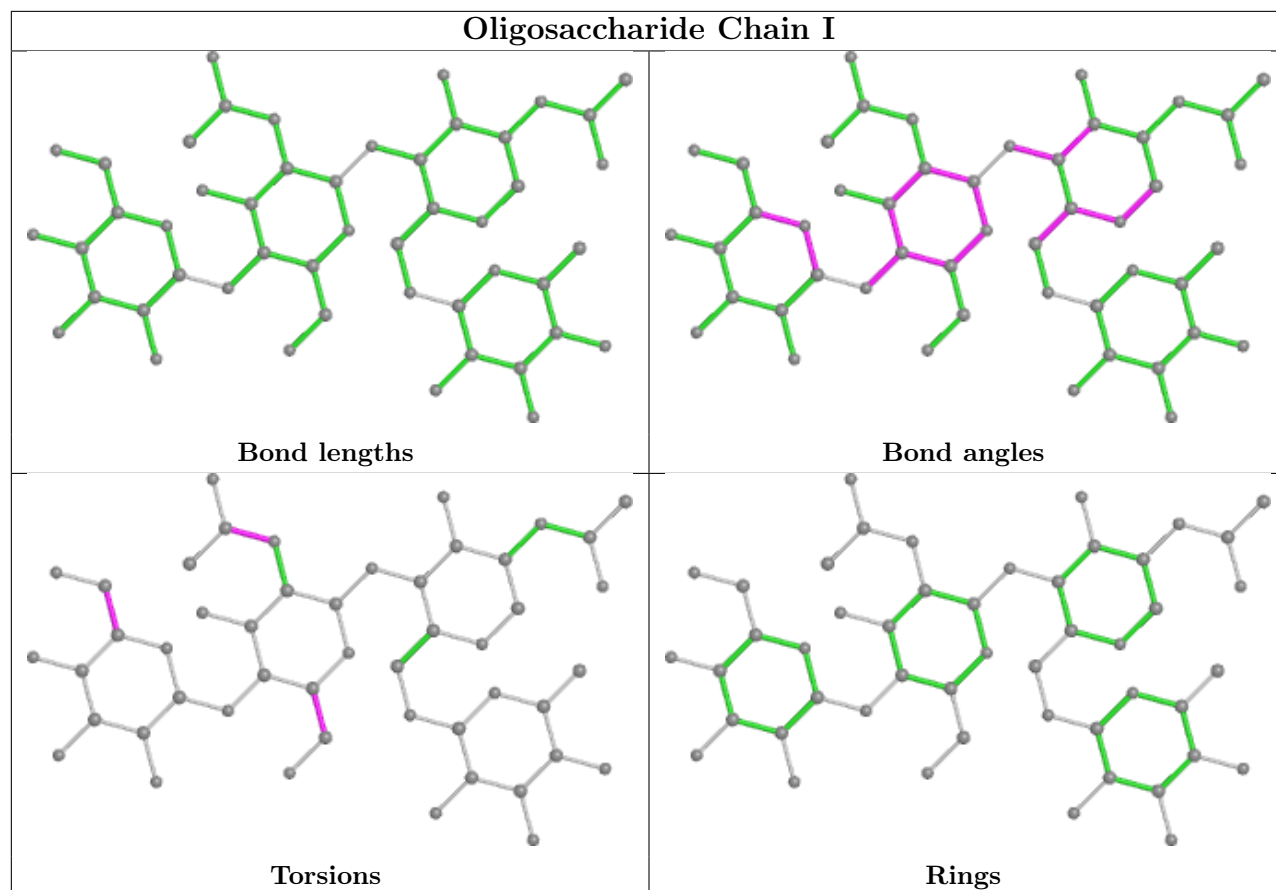 Oligosaccharide Chain I
Bond lengths
Bond angles
Torsions
Rings